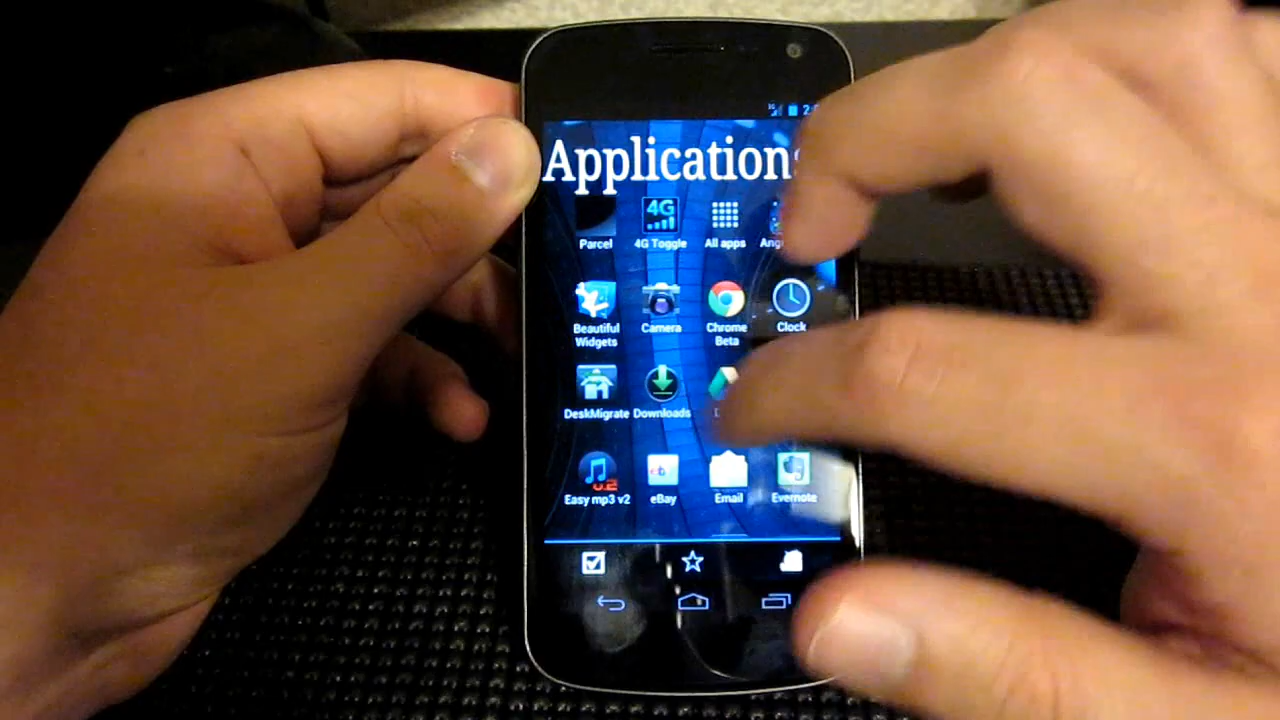 Application
Parcel 4G Toggle All apps
4G
Beautiful Widgets Camera Chrome Beta Clock
DeskMigrate Downloads
Easy mp3 v2 eBay Email Evernote